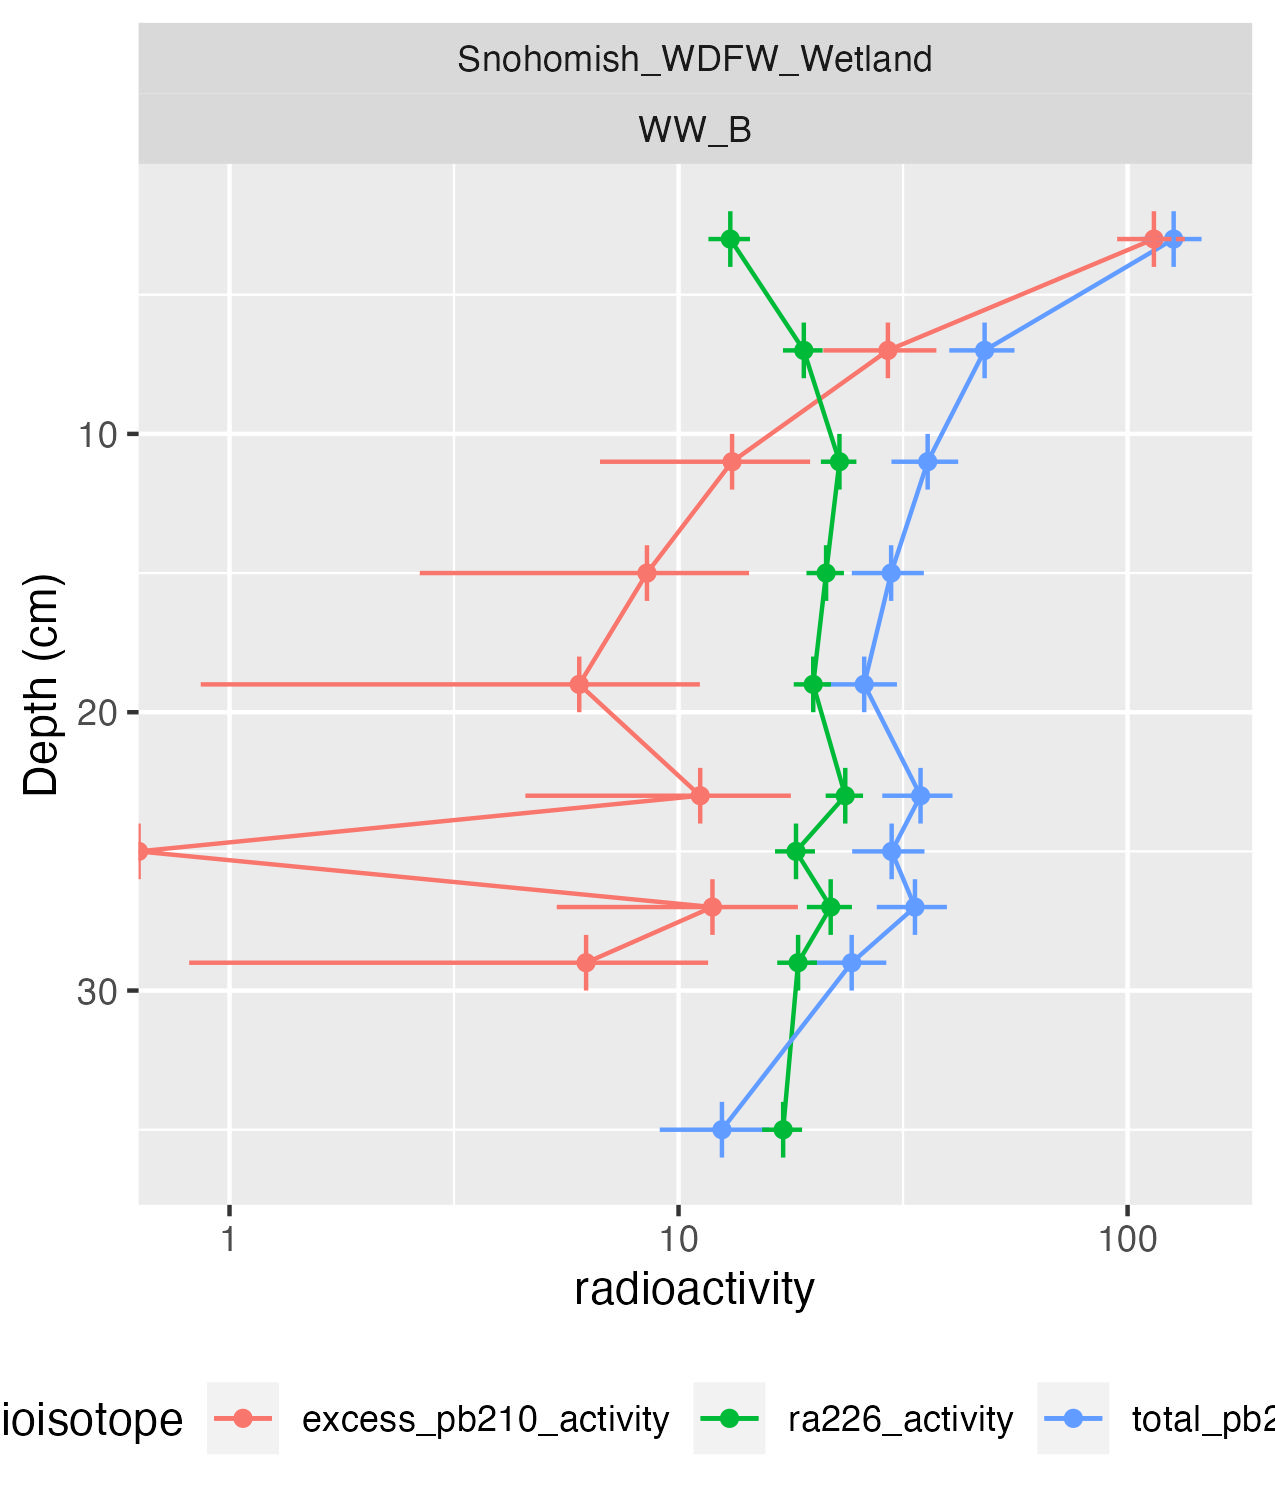 Snohomish_WDFW_Wetland
WW_B
Depth (cm)
10
20
30
1 10 100
radioactivity
ioisotope excess_pb210_activity ra226_activity total_pb2